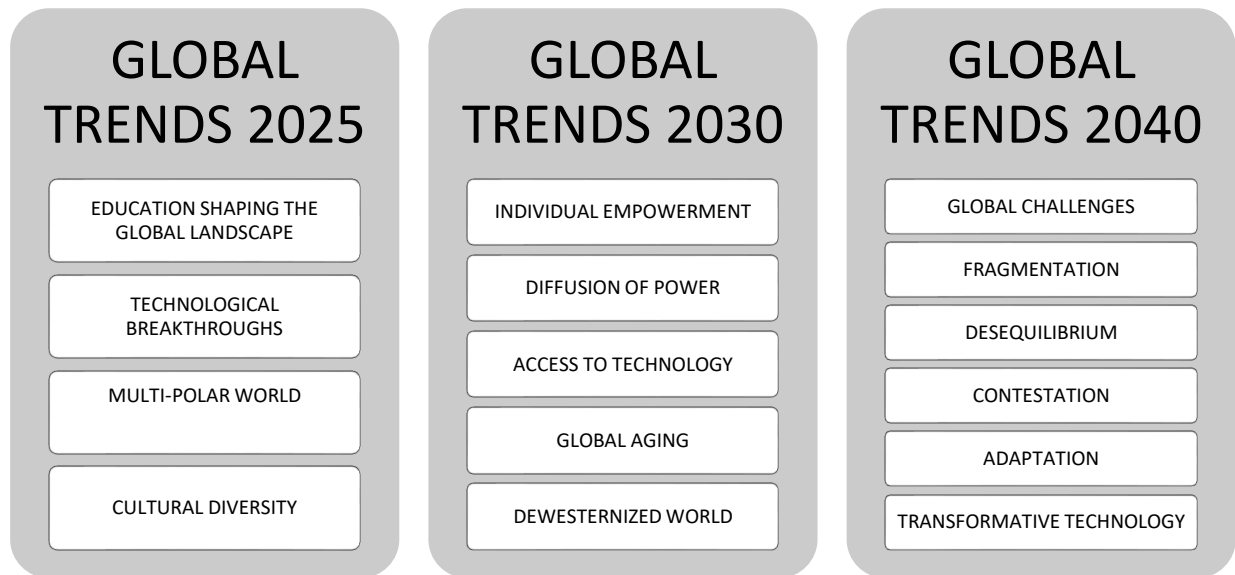 GLOBAL
TRENDS 2025
EDUCATION SHAPING THE
GLOBAL LANDSCAPE
TECHNOLOGICAL
BREAKTHROUGHS
MULTI-POLAR WORLD
CULTURAL DIVERSITY
GLOBAL
TRENDS 2030
INDIVIDUAL EMPOWERMENT
DIFFUSION OF POWER
ACCESS TO TECHNOLOGY
GLOBAL AGING
DEWESTERNIZED WORLD
GLOBAL
TRENDS 2040
GLOBAL CHALLENGES
FRAGMENTATION
DESEQUILIBRIUM
CONTESTATION
ADAPTATION
TRANSFORMATIVE TECHNOLOGY